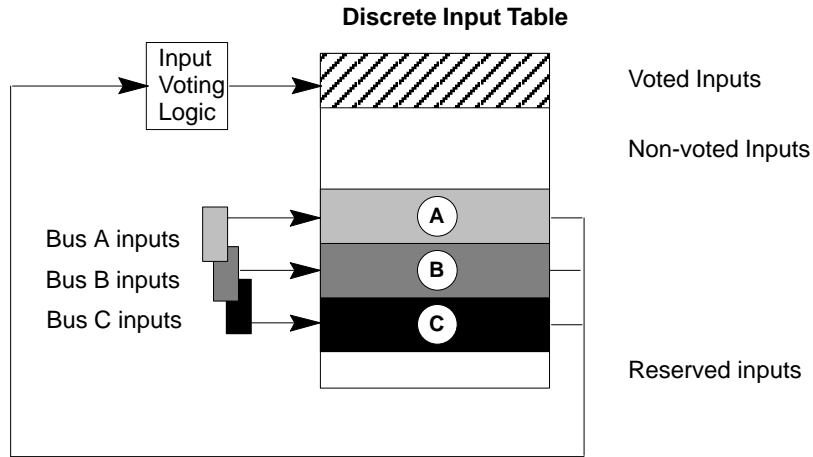 Discrete Input Table
Input
Voting
Logic
Voted Inputs
Non-voted Inputs
Bus A inputs
A
Bus B inputs
B
Bus C inputs
C
Reserved inputs